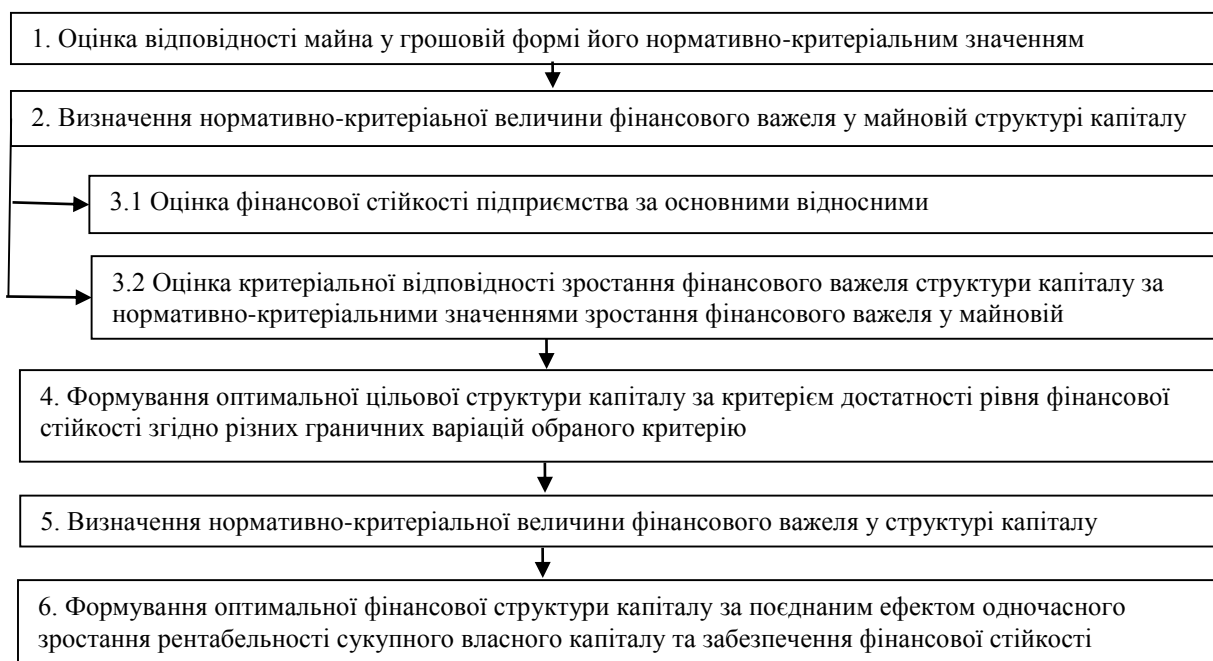 1. Оцінка відповідності майна у грошовій формі його нормативно-критеріальним значенням
2. Визначення нормативно-критеріаьної величини фінансового важеля у майновій структурі капіталу
3.1 Оцінка фінансової стійкості підприємства за основними відносними
3.2 Оцінка критеріальної відповідності зростання фінансового важеля структури капіталу за
нормативно-критеріальними значеннями зростання фінансового важеля у майновій
4. Формування оптимальної цільової структури капіталу за критерієм достатності рівня фінансової
стійкості згідно різних граничних варіацій обраного критерію
5. Визначення нормативно-критеріальної величини фінансового важеля у структурі капіталу
6. Формування оптимальної фінансової структури капіталу за поєднаним ефектом одночасного
зростання рентабельності сукупного власного капіталу та забезпечення фінансової стійкості